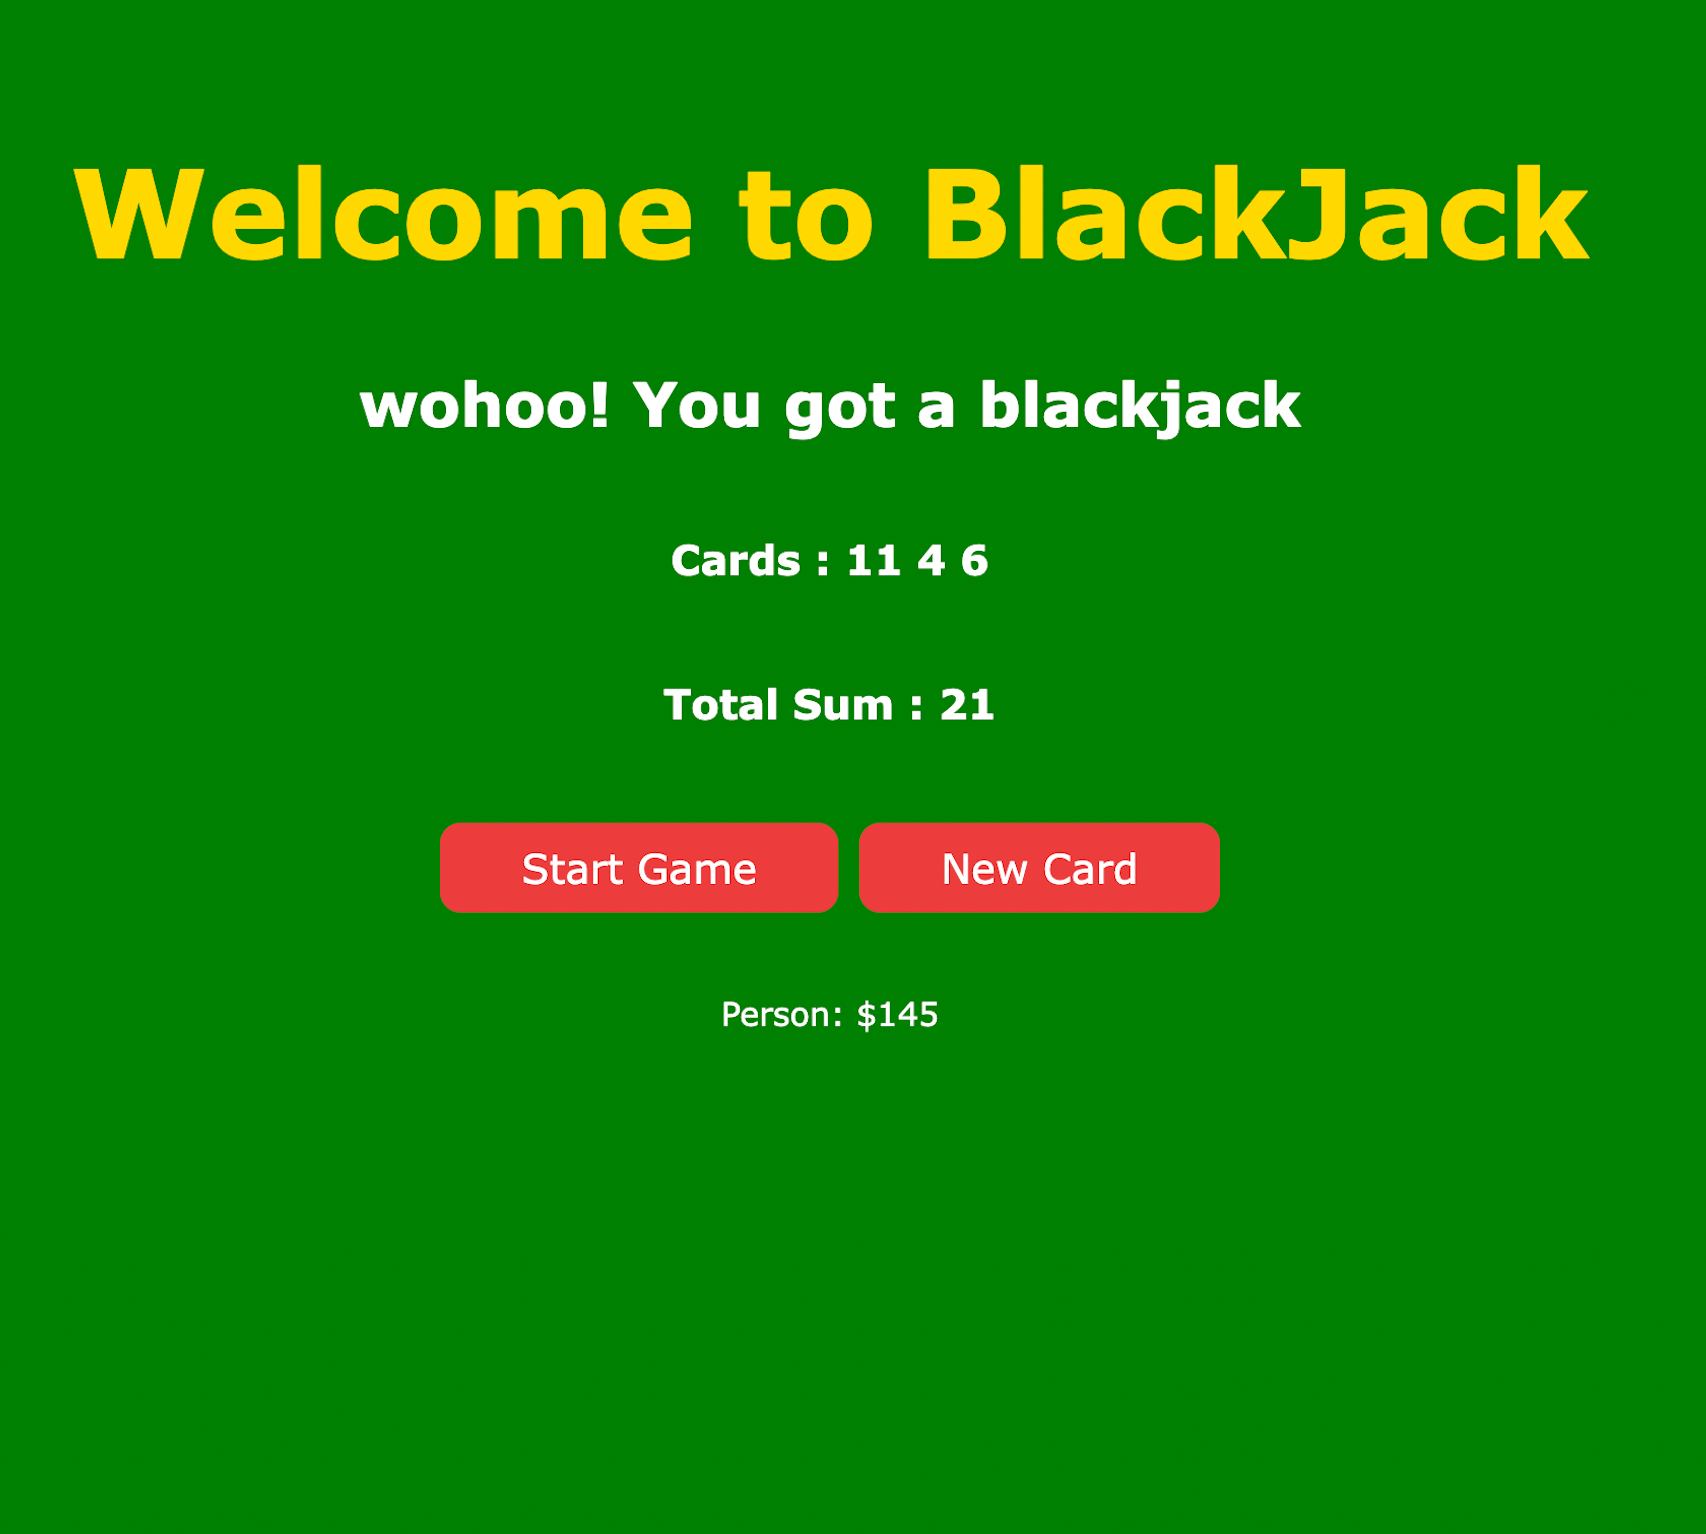 Welcome to BlackJack
wohoo! You got a blackjack
Cards : 11 4 6
Total Sum : 21
Start Game New Card
Person: $145